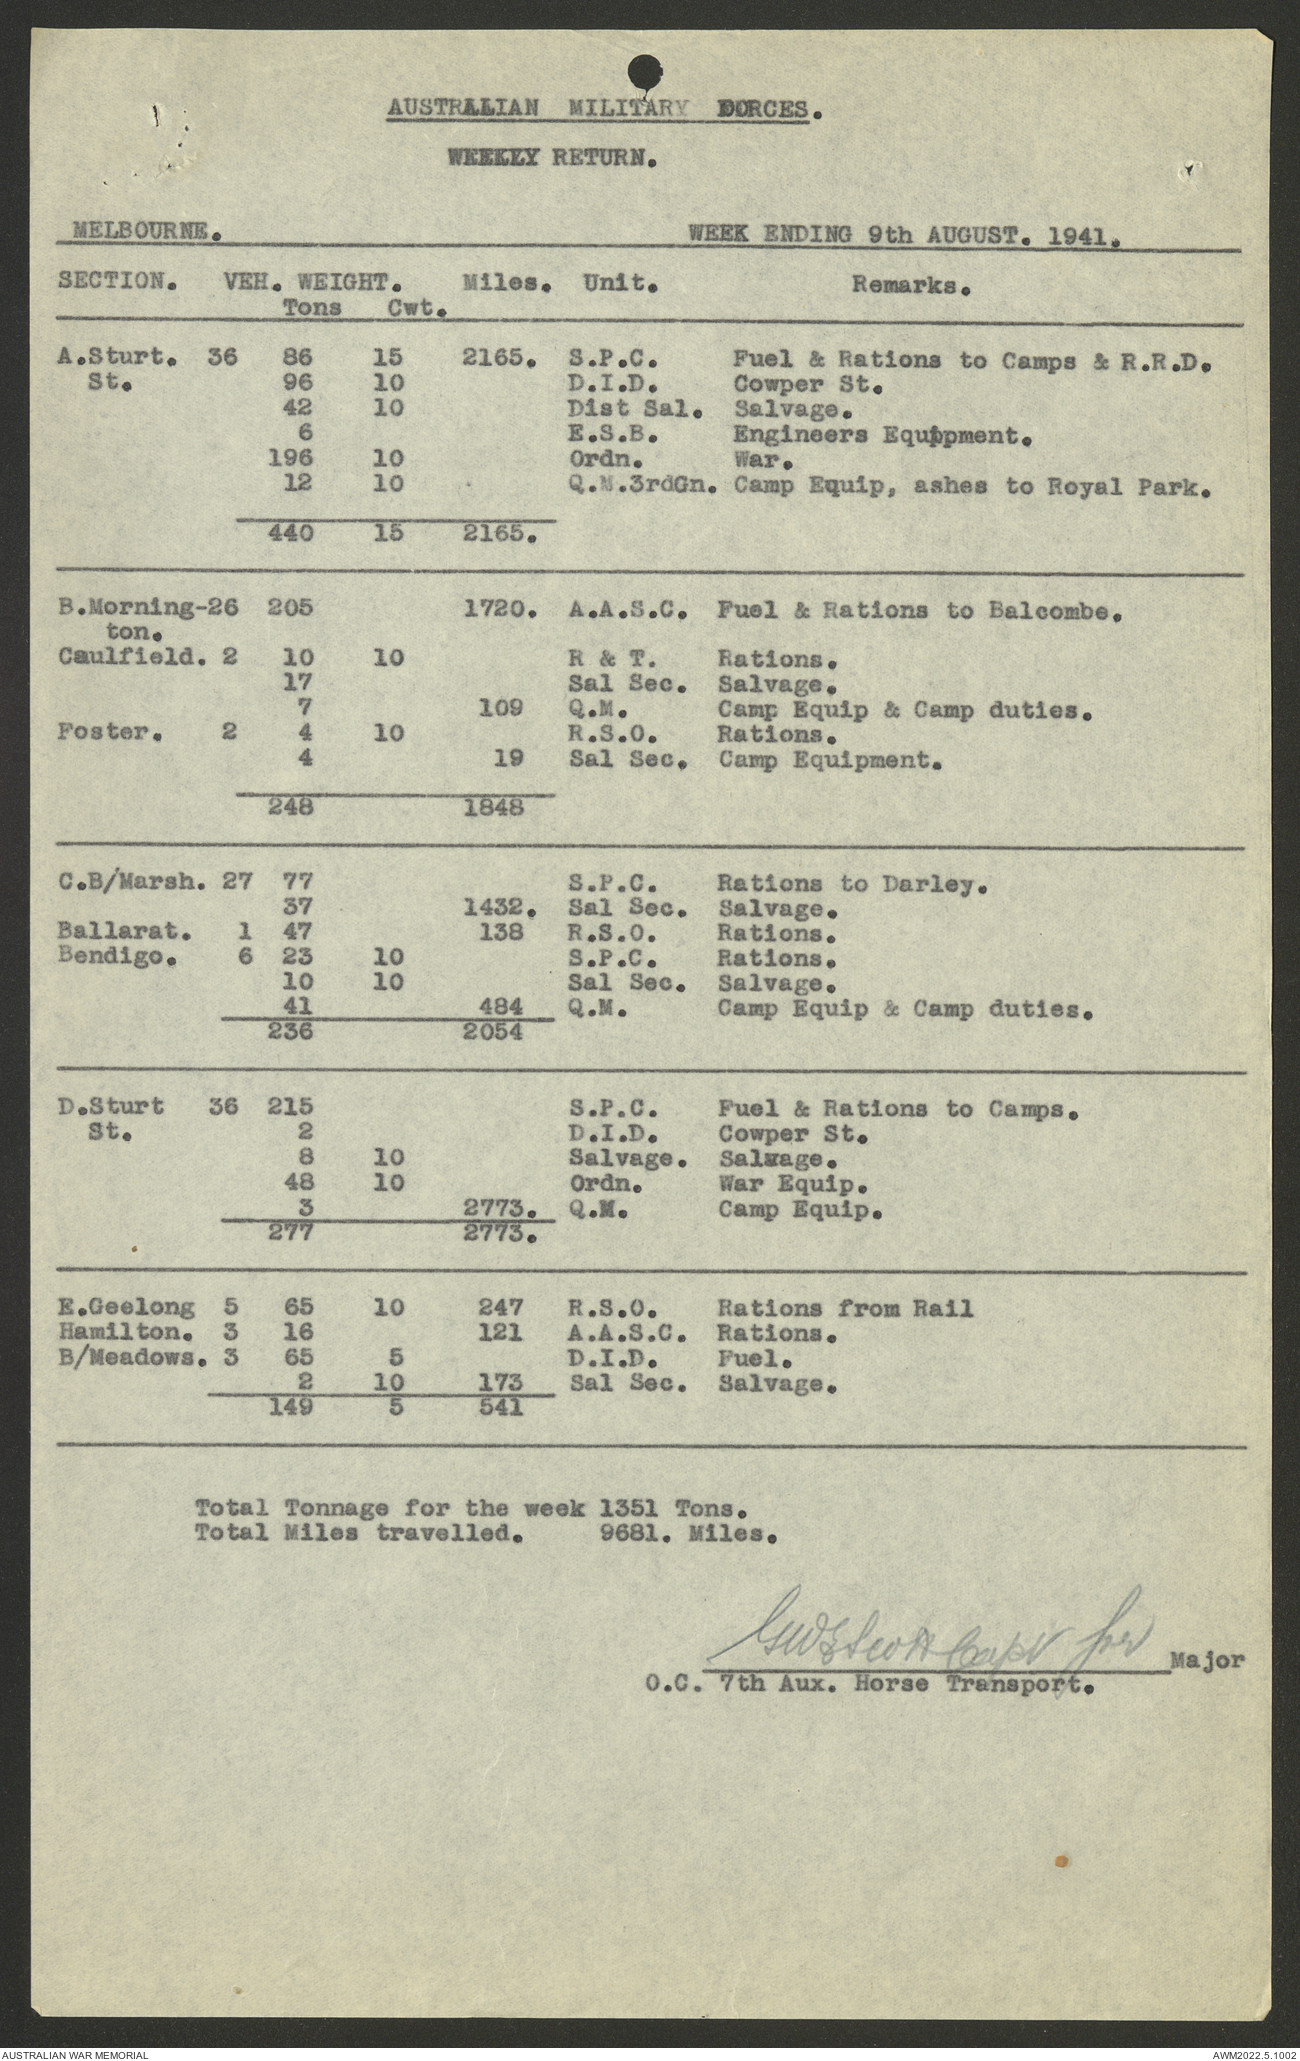 AUSTRALIAN MILITARY FORCES.
WEEKLY RETURN.
MELBOURNE. WEEK ENDING 9th AUGUST. 1941.
SECTION. VEH. WEIGHT. Miles. Unit. Remarks.
Tons Cwt.
A.Sturt. 36 86 15 2165. S.P.C. Fuel & Rations to Camps & R.R.D.
St. 96 10 D.I.D. Cowper St.
42 10 Dist Sal. Salvage.
6 E.S.B. Engineers Equippment.
196 10 Ordn. War.
12 10 Q.M.3rdGn. Camp Equip, ashes to Royal Park.
440 15 2165.
B.Morning-26 205 1720. A.A.S.C. Fuel & Rations to Balcombe.
ton.
Caulfield. 2 10 10 R & T. Rations.
17 Sal Sec. Salvage.
7 109 Q.M. Camp Equip & Camp duties.
Foster. 2 4 10 R.S.O. Rations.
4 19 Sal Sec. Camp Equipment.
248 1848
C.B/Marsh. 27 77 S.P.C. Rations to Darley.
37 1432. Sal Sec. Salvage.
Ballarat. 1 47 138 R.S.O. Rations.
Bendigo. 6 23 10 S.P.C. Rations.
10 10 Sal Sec. Salvage.
41 484 Q.M. Camp Equip & Camp duties.
236 2054
D.Sturt 36 215 S.P.C. Fuel & Rations to Camps.
St. 2 D.I.D. Cowper St.
8 10 Salvage. Salvage.
48 10 Ordn. War Equip.
3 2773. Q.M. Camp Equip.
277 2773.
E.Geelong 5 65 10 247 R.S.O. Rations from Rail
Hamilton. 3 16 121 A.A.S.C. Rations.
B/Meadows. 3 65 5 D.I.D. Fuel.
2 10 173 Sal Sec. Salvage.
149 5 541
Total Tonnage for the week 1351 Tons.
Total Miles travelled. 9681. Miles.
Scott Capt for Major
O.C. 7th Aux. Horse Transport.
AUSTRALIAN WAR MEMORIAL AWM2022.5.1002